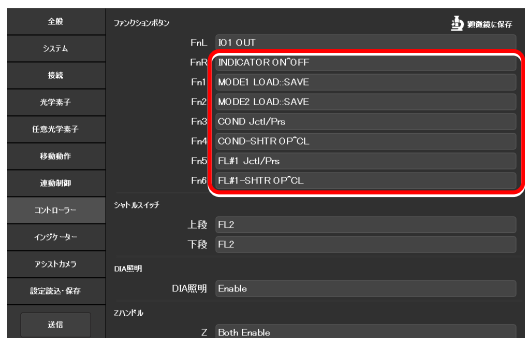 全般
システム
接続
光学素子
任意光学素子
移動動作
連動制御
コントローラー
インジケーター
アシストカメラ
設定読込・保存
送信
ファンクションボタン
顕微鏡に保存
FnL IO1 OUT
FnR INDICATOR ON^OFF
Fn1 MODE1 LOAD::SAVE
Fn2 MODE2 LOAD::SAVE
Fn3 COND Jctl/Prs
Fn4 COND-SHTR OP^CL
Fn5 FL#1 Jctl/Prs
Fn6 FL#1-SHTR OP^CL
シャトルスイッチ
上段 FL2
下段 FL2
DIA照明
DIA照明 Enable
Zハンドル
Z Both Enable